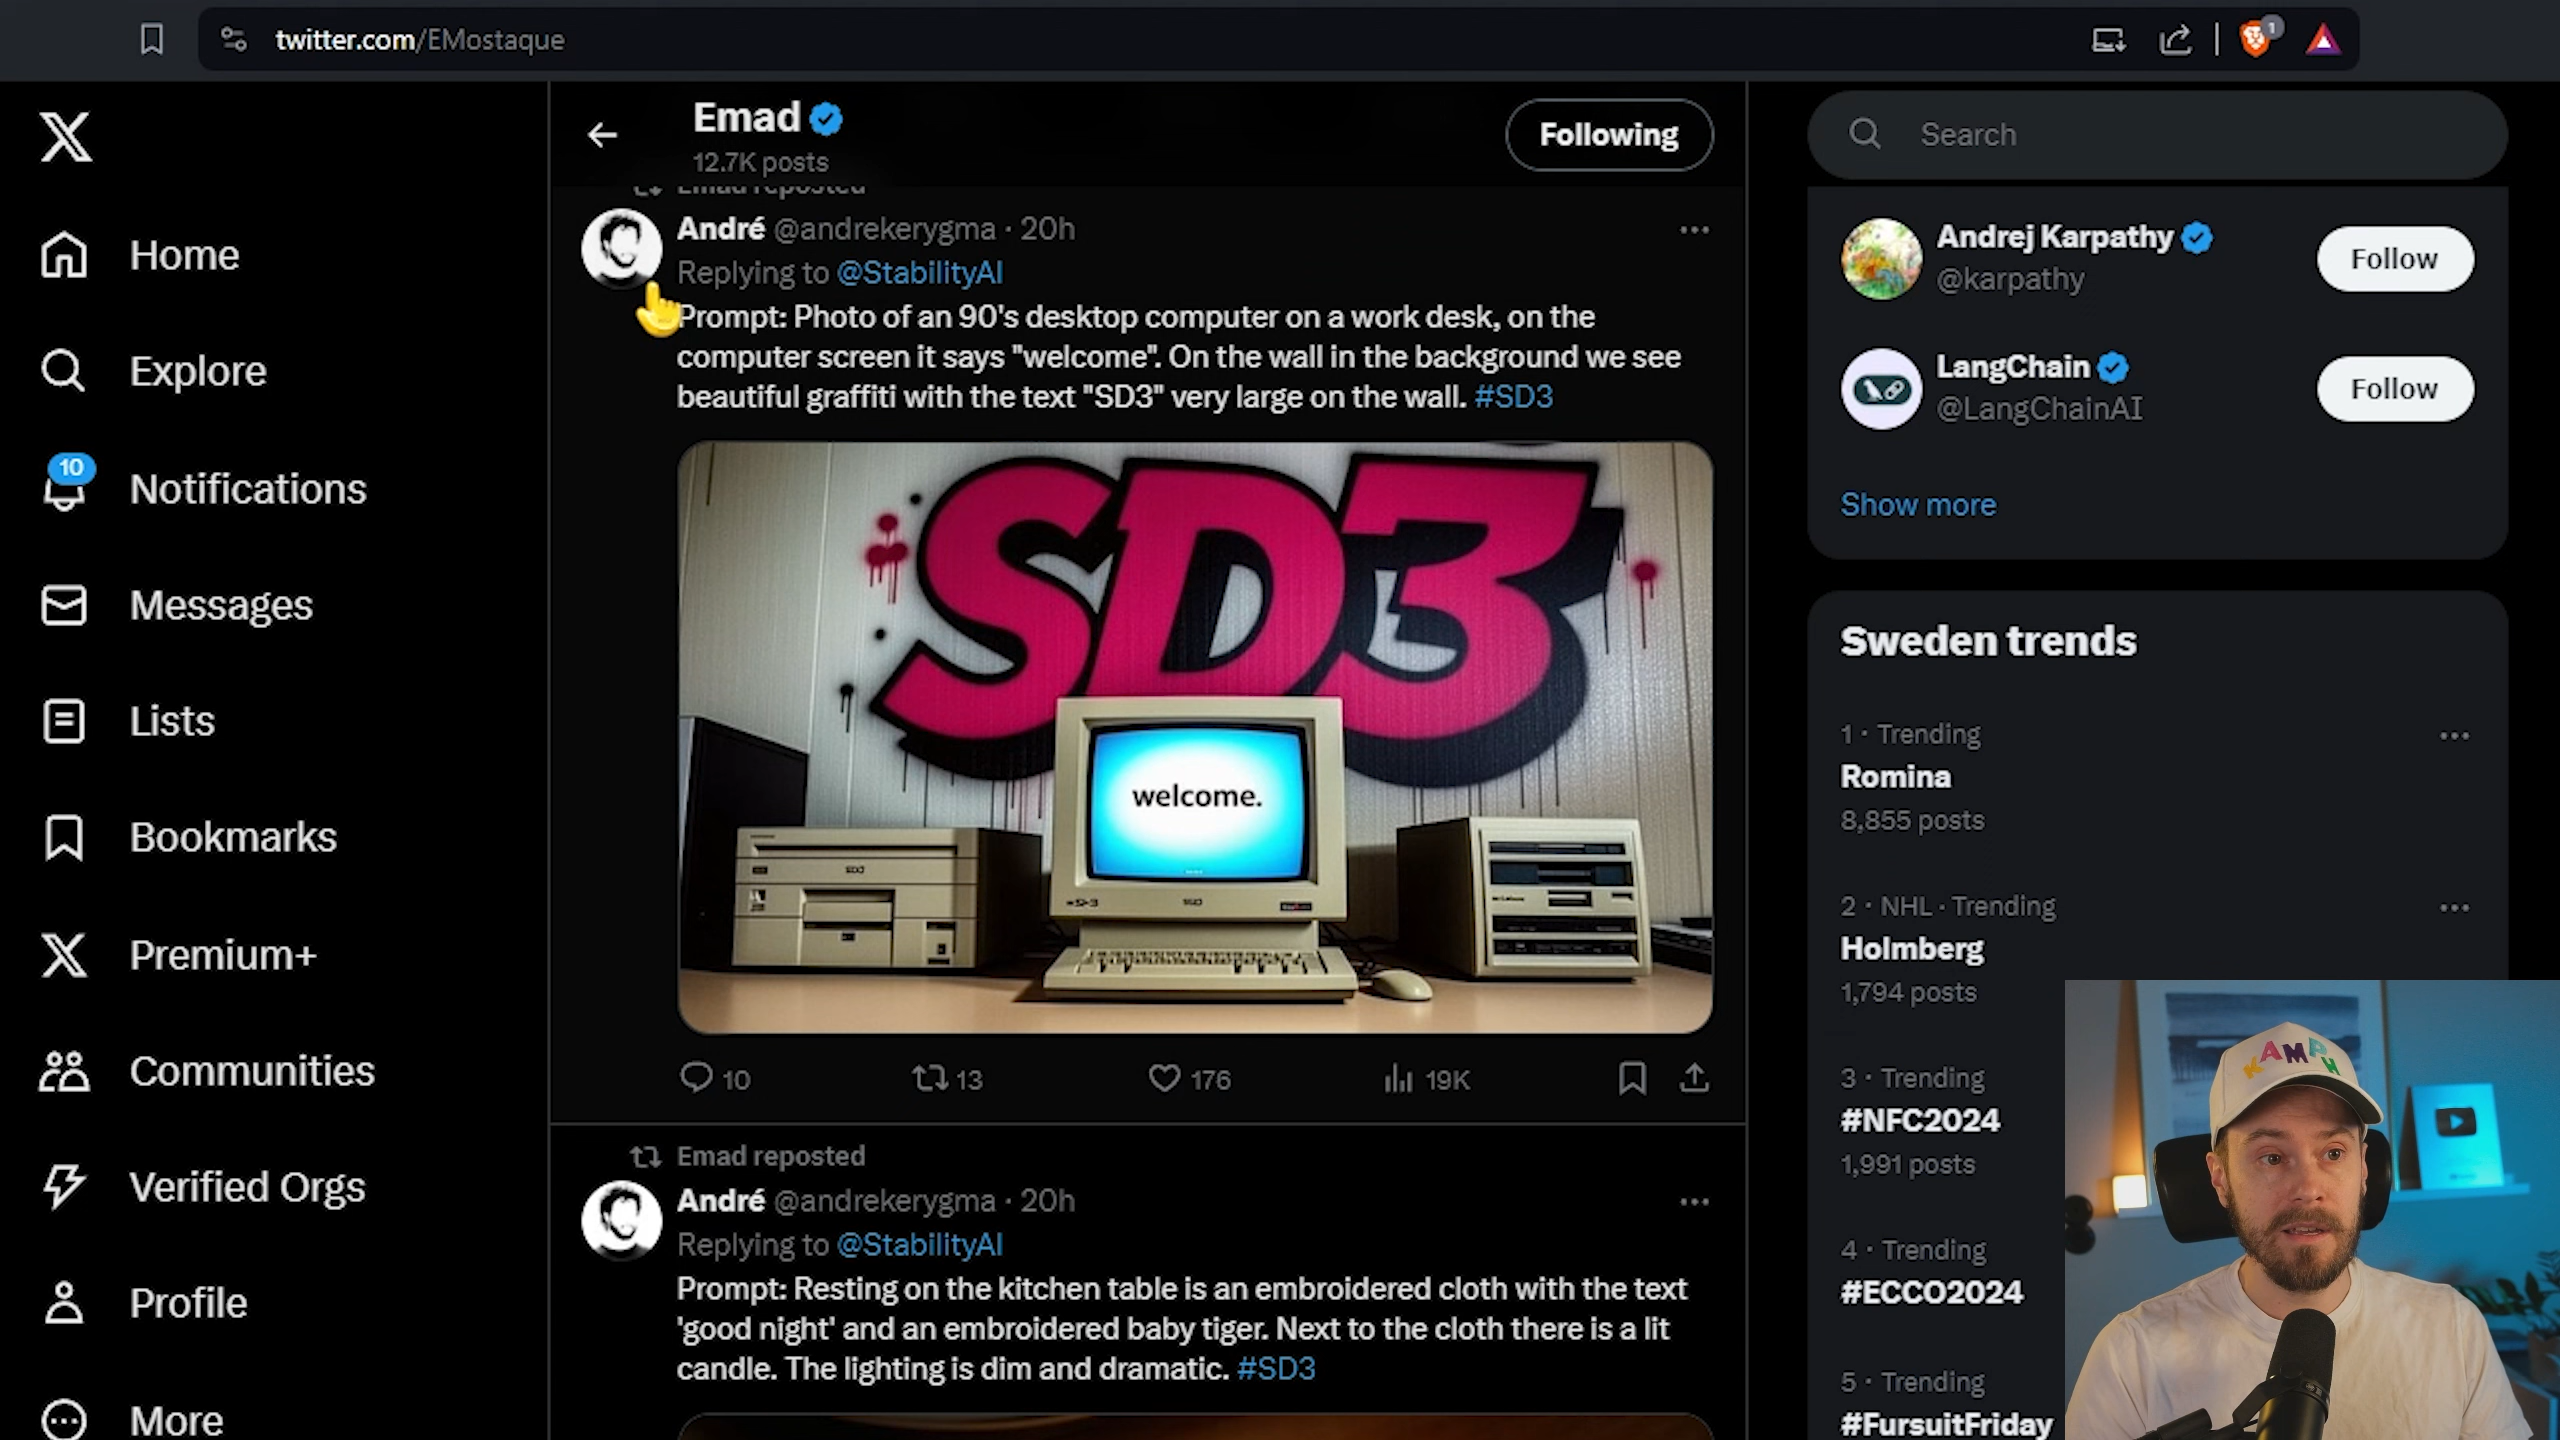 twitter.com/EMostaque
Emad
12.7K posts
Following
Search
Home
Explore
10
Notifications
Messages
Lists
Bookmarks
Premium+
Communities
Verified Orgs
Profile
More
Emad reposted
André @andrekerygma · 20h
Replying to @StabilityAI
Prompt: Photo of an 90's desktop computer on a work desk, on the
computer screen it says "welcome". On the wall in the background we see
beautiful graffiti with the text "SD3" very large on the wall. #SD3
SD3
welcome.
10
13
176
19K
Emad reposted
André @andrekerygma · 20h
Replying to @StabilityAI
Prompt: Resting on the kitchen table is an embroidered cloth with the text
'good night' and an embroidered baby tiger. Next to the cloth there is a lit
candle. The lighting is dim and dramatic. #SD3
1
Andrej Karpathy
@karpathy
Follow
LangChain
@LangChainAI
Follow
Show more
Sweden trends
1 · Trending
Romina
8,855 posts
2 · NHL · Trending
Holmberg
1,794 posts
3 · Trending
#NFC2024
1,991 posts
4 · Trending
#ECCO2024
5 · Trending
#FursuitFriday
KAMPH